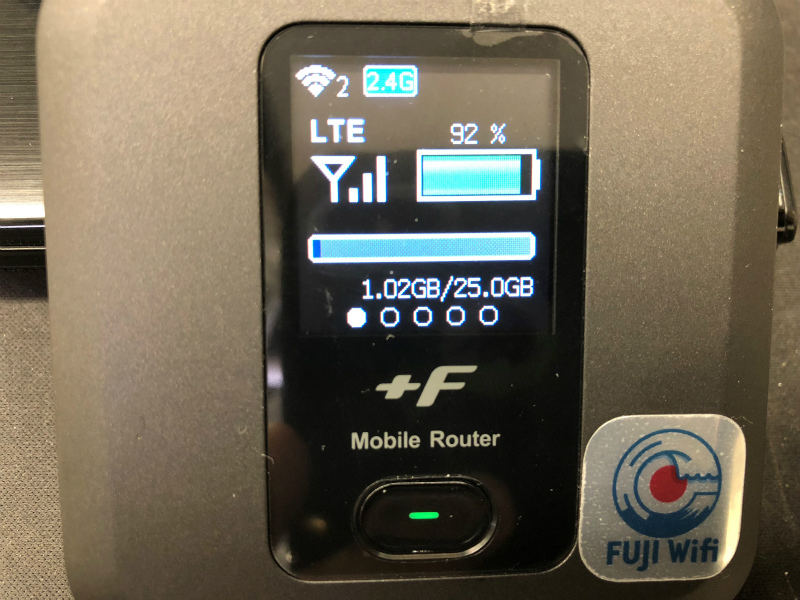 2 2.4G
LTE 92 %
1.02GB/25.0GB
+F
Mobile Router
FUJI Wifi